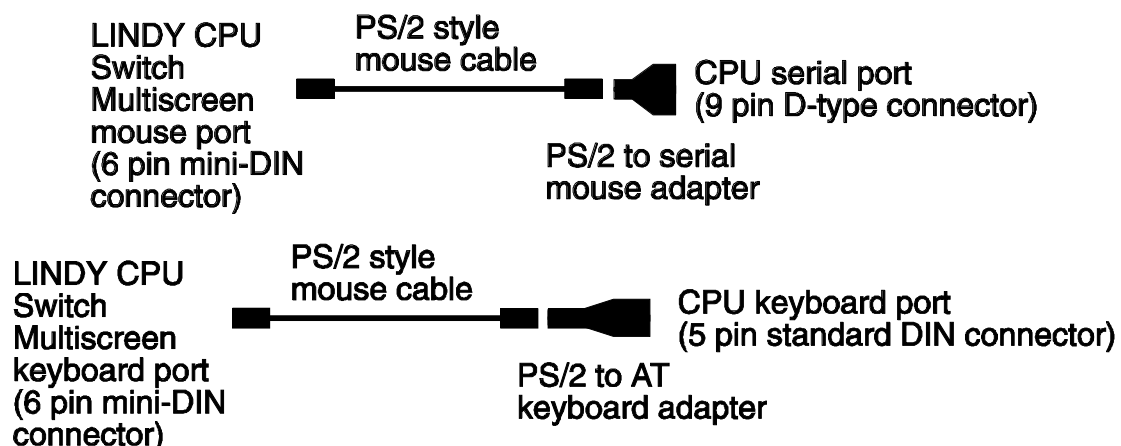 LINDY CPU
Switch
Multiscreen
mouse port
(6 pin mini-DIN
connector)
PS/2 style
mouse cable
CPU serial port
(9 pin D-type connector)
PS/2 to serial
mouse adapter
LINDY CPU
Switch
Multiscreen
keyboard port
(6 pin mini-DIN
connector)
PS/2 style
mouse cable
CPU keyboard port
(5 pin standard DIN connector)
PS/2 to AT
keyboard adapter